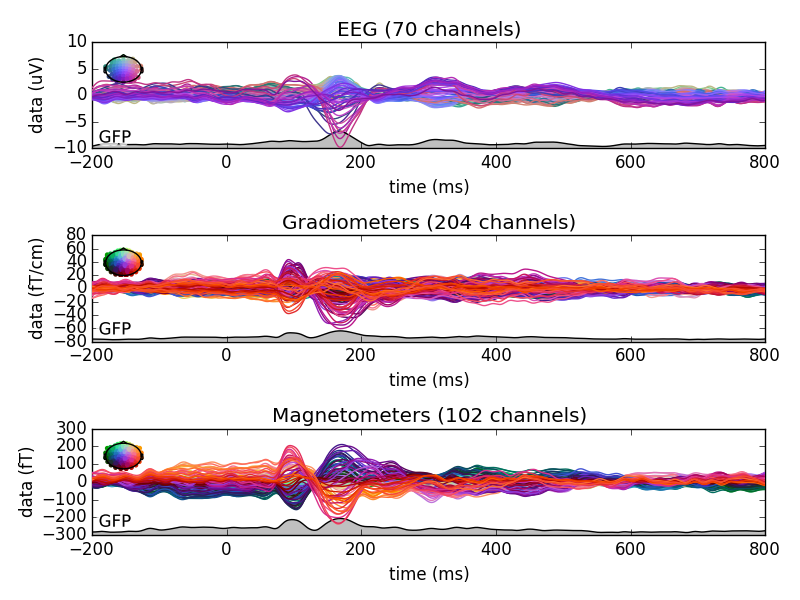 EEG (70 channels)
10
5
0
−5
−10
data (uV)
GFP
−200 0 200 400 600 800
time (ms)
Gradiometers (204 channels)
80
60
40
20
0
−20
−40
−60
−80
data (fT/cm)
GFP
−200 0 200 400 600 800
time (ms)
Magnetometers (102 channels)
300
200
100
0
−100
−200
−300
data (fT)
GFP
−200 0 200 400 600 800
time (ms)